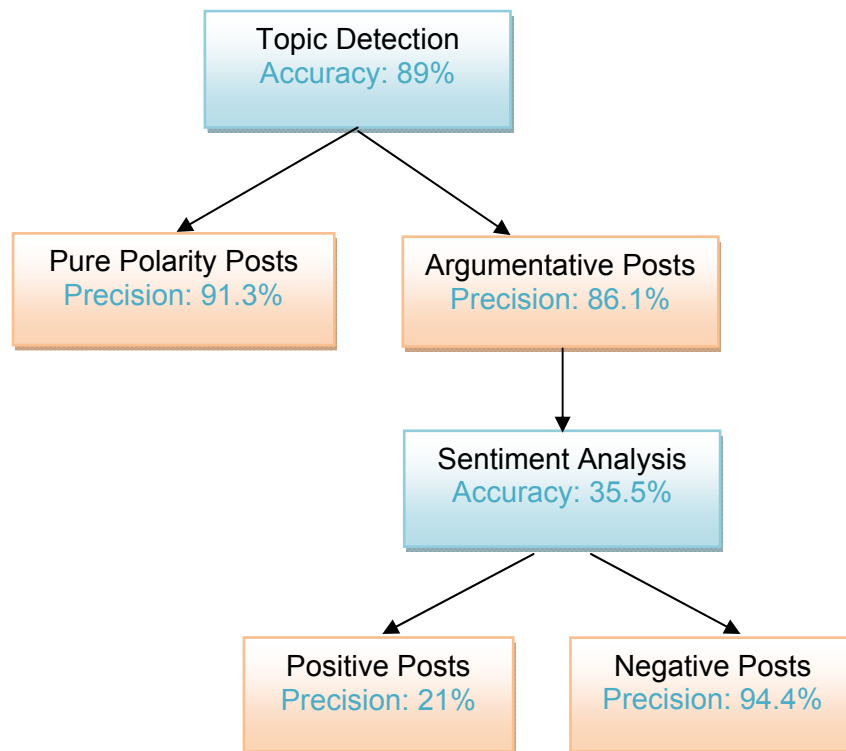 Topic Detection
Accuracy: 89%
Pure Polarity Posts
Precision: 91.3%
Argumentative Posts
Precision: 86.1%
Sentiment Analysis
Accuracy: 35.5%
Positive Posts
Precision: 21%
Negative Posts
Precision: 94.4%